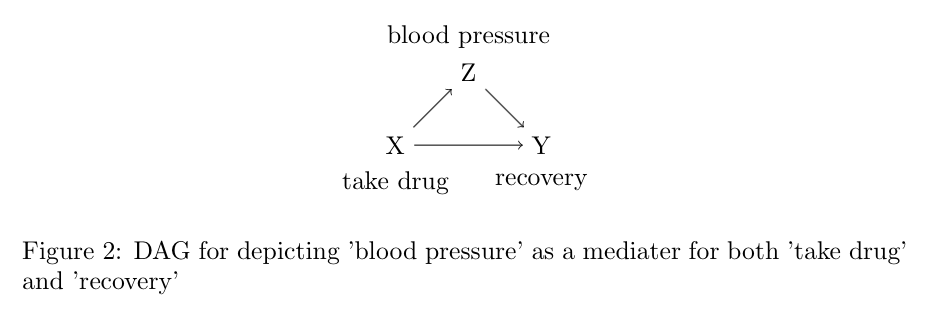 blood pressure
Z
X
Y
take drug
recovery
Figure 2: DAG for depicting 'blood pressure' as a mediater for both 'take drug'
and 'recovery'